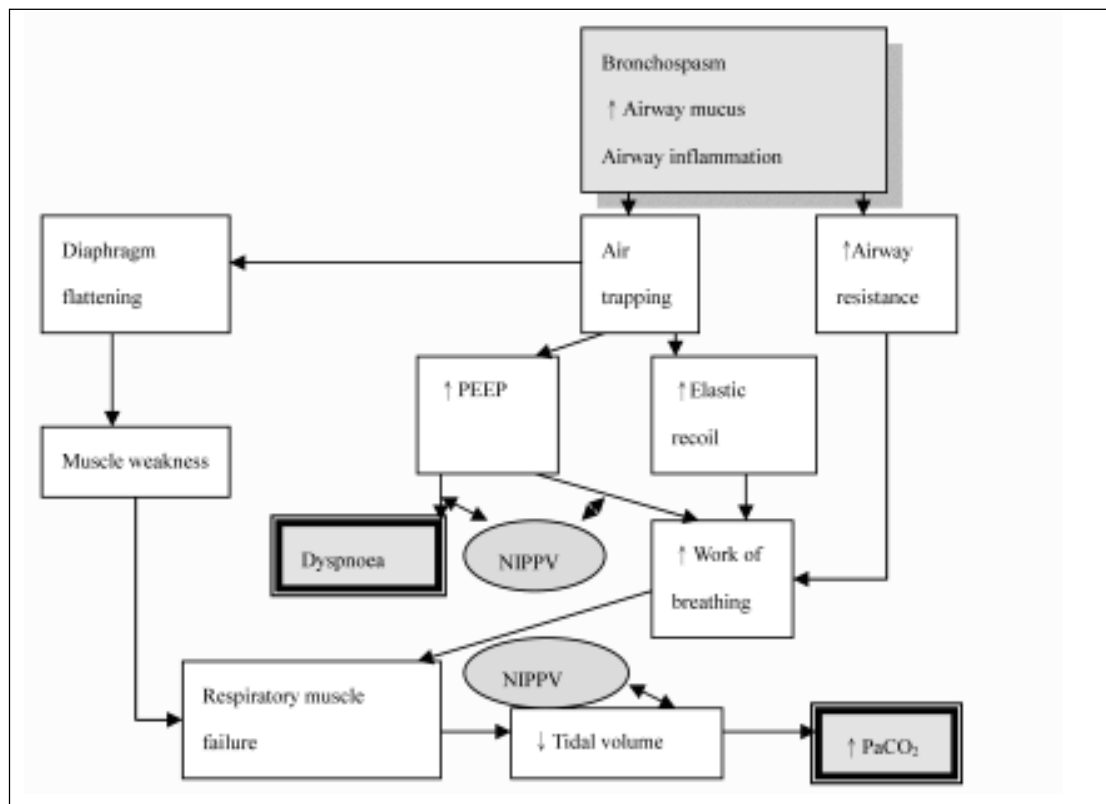 Bronchospasm
↑ Airway mucus
Airway inflammation
Diaphragm
flattening
Air
trapping
↑Airway
resistance
↑ PEEP
↑Elastic
recoil
Muscle weakness
Dyspnoea
NIPPV
↑ Work of
breathing
Respiratory muscle
failure
NIPPV
↓ Tidal volume
↑ PaCO₂